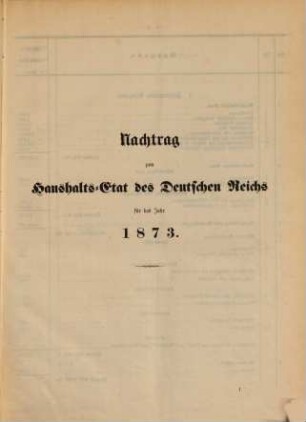 Nachtrag
zum
Haushalts-Etat des Deutschen Reichs
für das Jahr
1873.